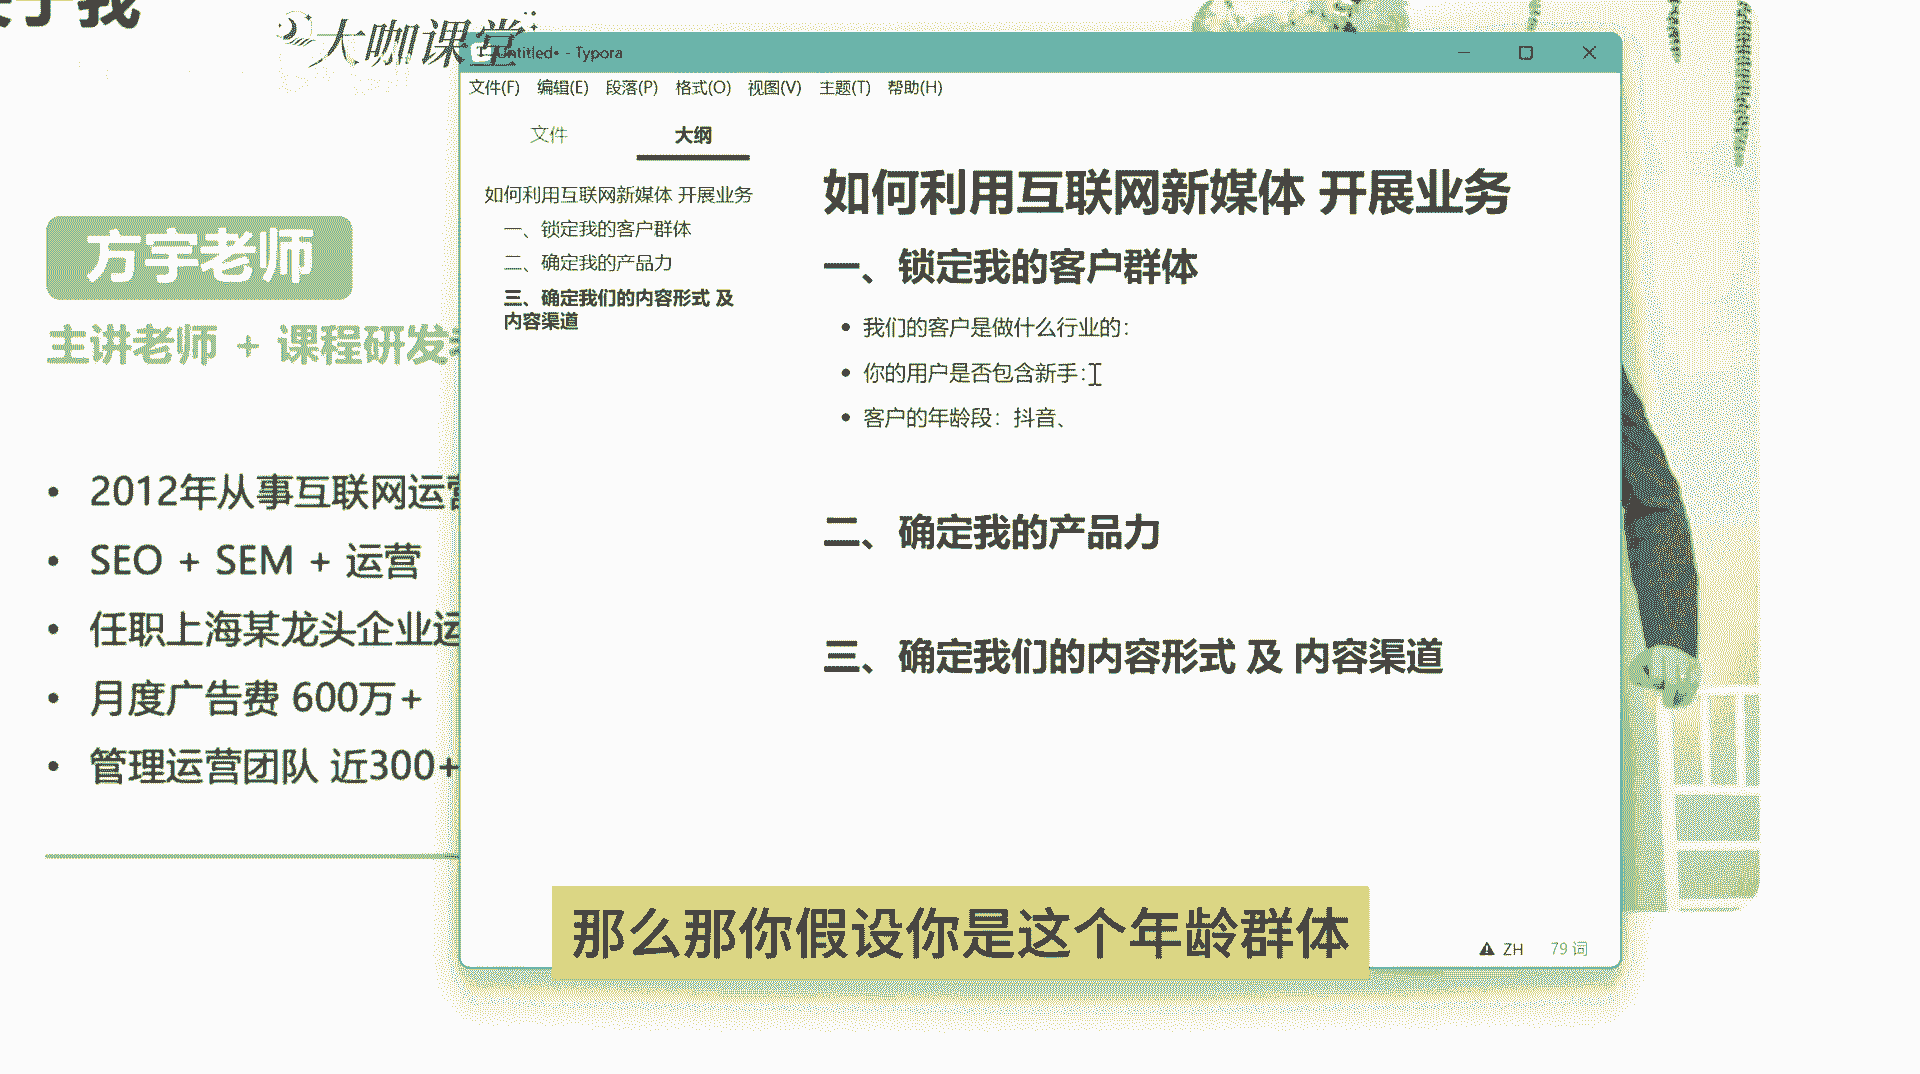 大咖课堂
Untitled• - Typora
文件(F) 编辑(E) 段落(P) 格式(O) 视图(V) 主题(T) 帮助(H)
文件 大纲
如何利用互联网新媒体 开展业务
一、锁定我的客户群体
二、确定我的产品力
三、确定我们的内容形式 及
内容渠道
如何利用互联网新媒体 开展业务
一、锁定我的客户群体
• 我们的客户是做什么行业的：
• 你的用户是否包含新手：
• 客户的年龄段：抖音、
二、确定我的产品力
三、确定我们的内容形式 及 内容渠道
ZH 79 词
方宇老师
主讲老师 + 课程研发
• 2012年从事互联网运营
• SEO + SEM + 运营
• 任职上海某龙头企业运
• 月度广告费 600万+
• 管理运营团队 近300+
那么那你假设你是这个年龄群体